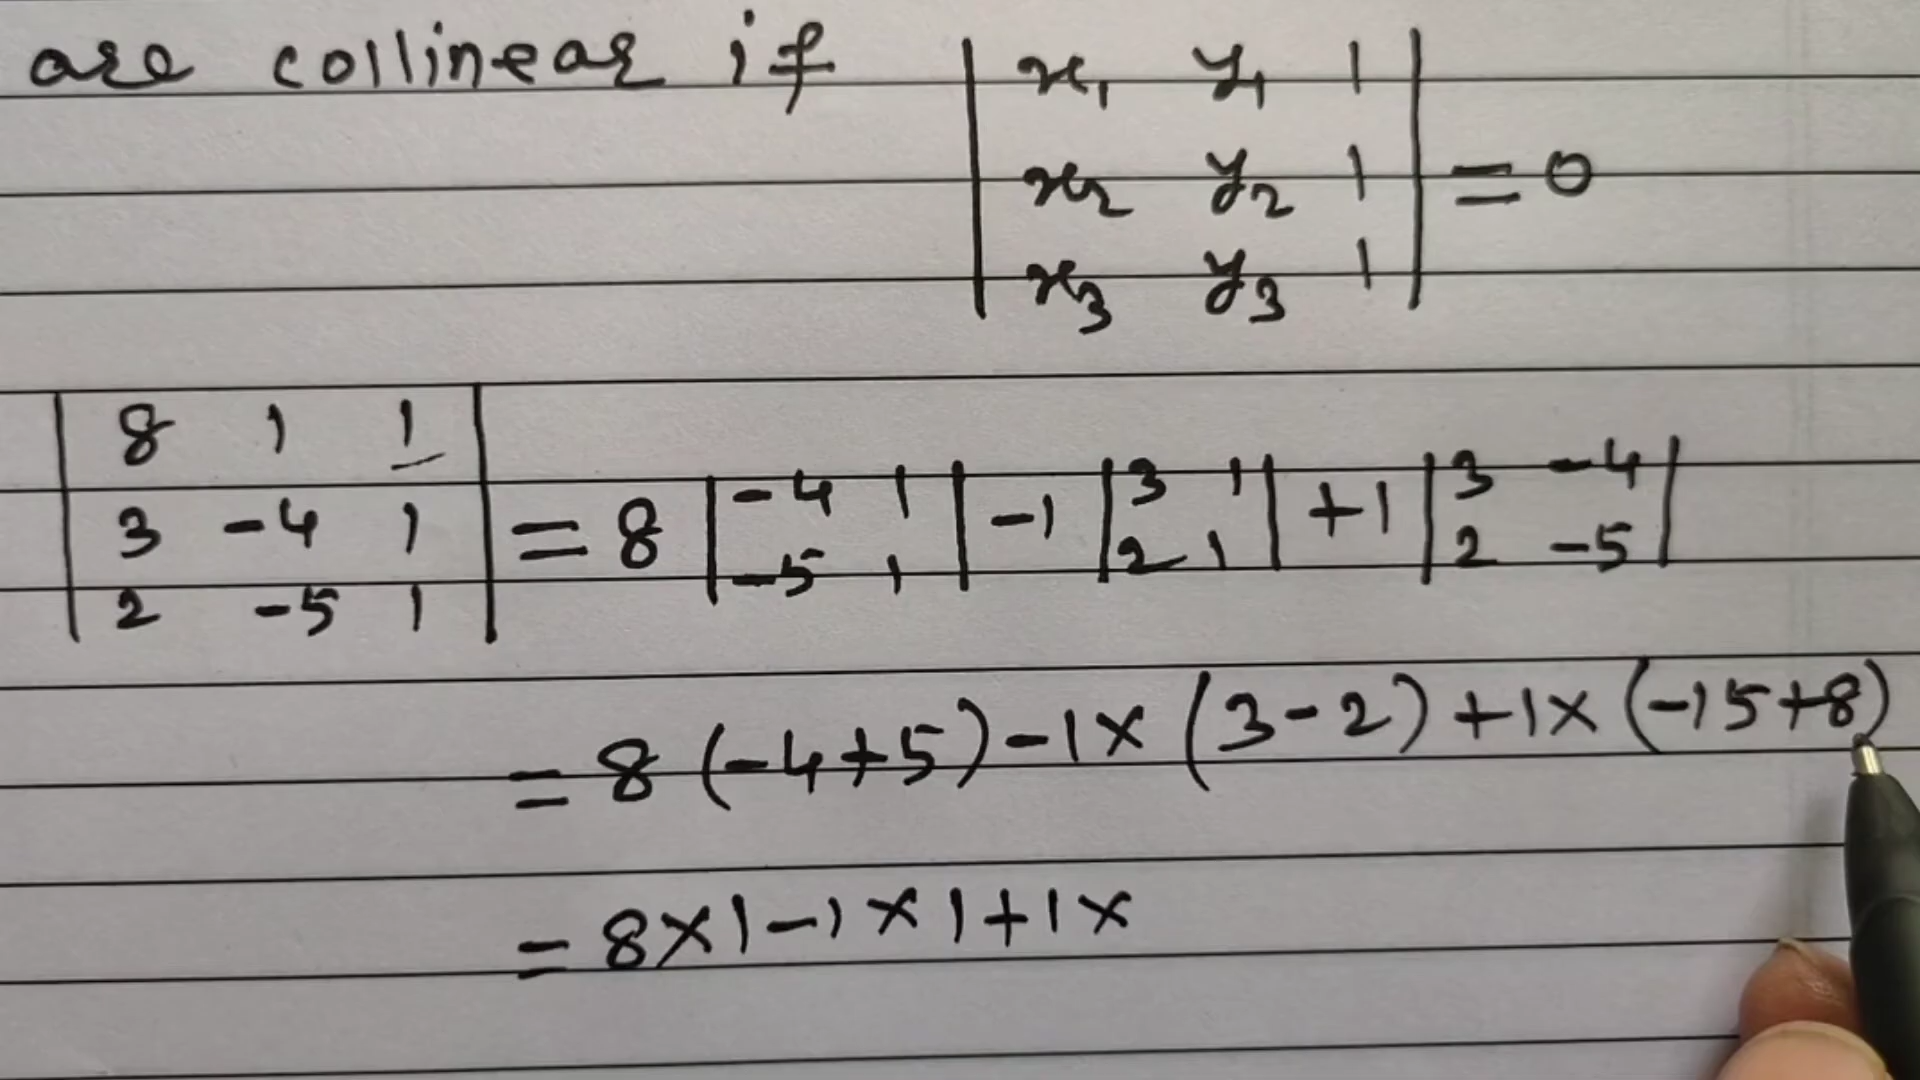 are collinear if | x₁ y₁ 1 |
| x₂ y₂ 1 | = 0
| x₃ y₃ 1 |
| 8 1 1 |
| 3 -4 1 | = 8 | -4 1 | -1 | 3 1 | +1 | 3 -4 |
| 2 -5 1 | | -5 1 | | 2 1 | | 2 -5 |
= 8 (-4+5) -1× (3-2) +1× (-15+8)
= 8×1-1×1+1×